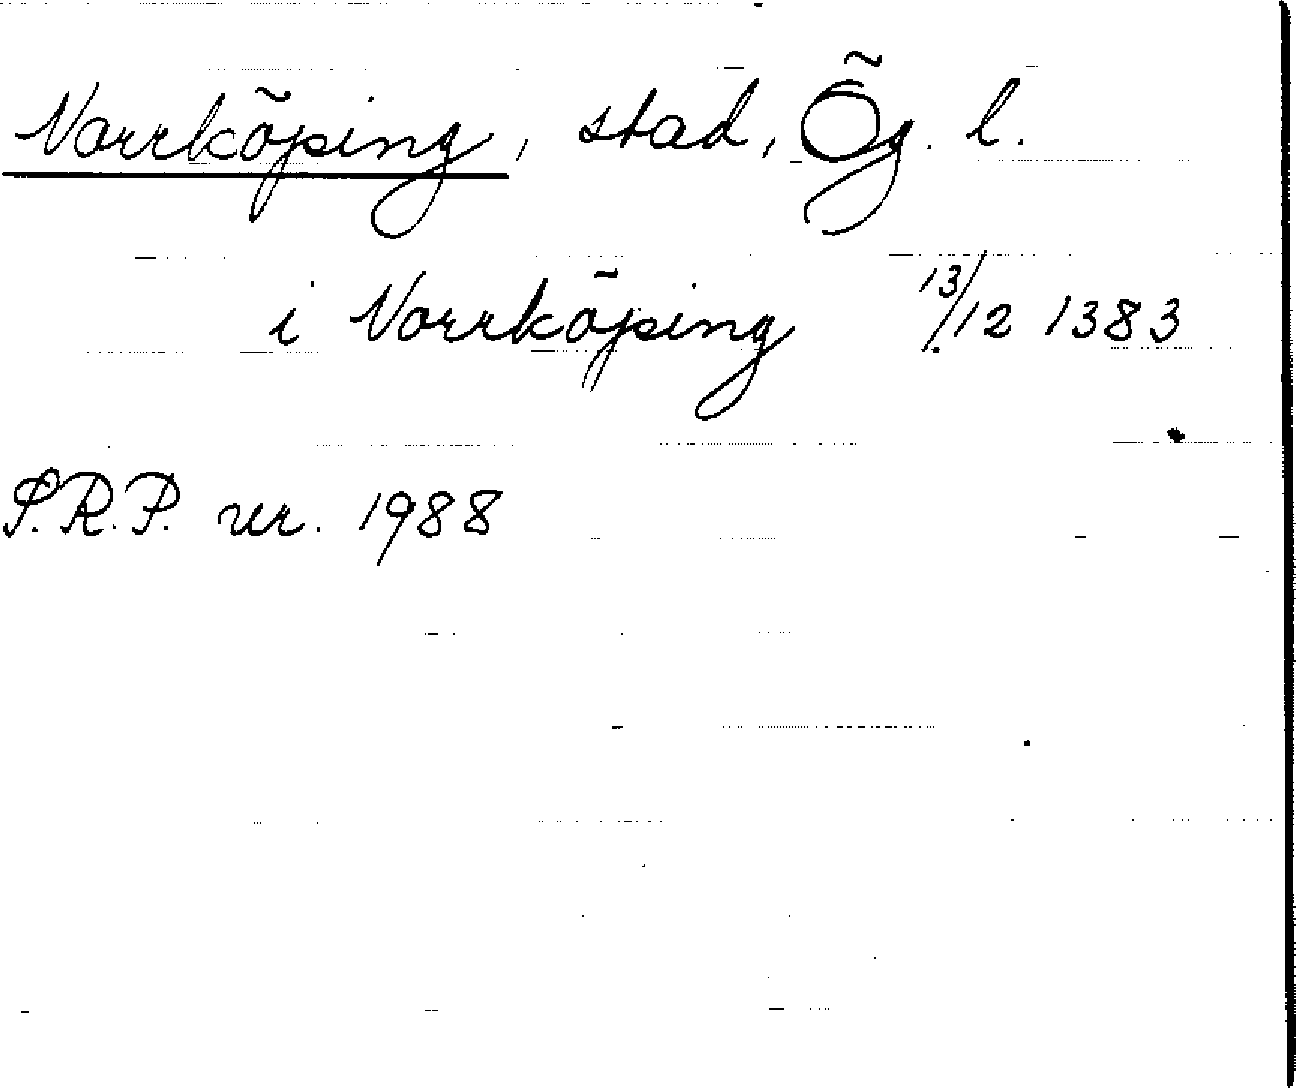 Norrköping, stad, Ög. l.
i Norrköping 13/12 1383
S.R.P. nr. 1988